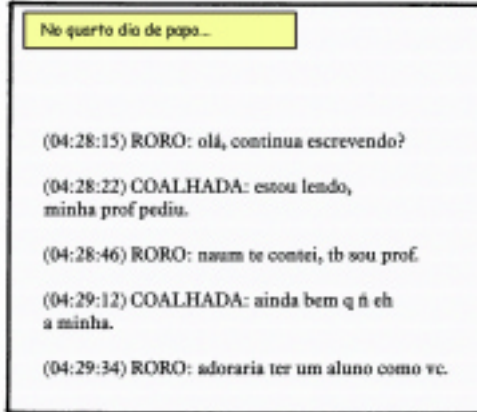 No quarto dia de papo...
(04:28:15) RORO: olá, continua escrevendo?
(04:28:22) COALHADA: estou lendo,
minha prof pediu.
(04:28:46) RORO: naum te contei, tb sou prof.
(04:29:12) COALHADA: ainda bem q ñ eh
a minha.
(04:29:34) RORO: adoraria ter um aluno como vc.